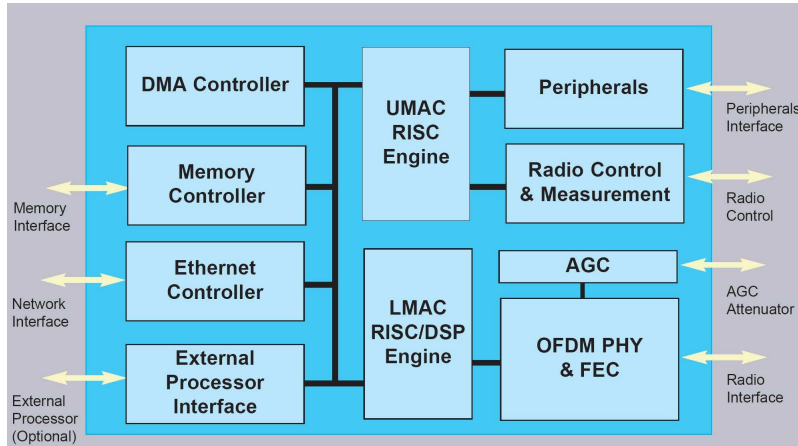 DMA Controller
Memory
Controller
Ethernet
Controller
External
Processor
Interface
UMAC
RISC
Engine
LMAC
RISC/DSP
Engine
Peripherals
Radio Control
& Measurement
AGC
OFDM PHY
& FEC
Memory
Interface
Network
Interface
External
Processor
(Optional)
Peripherals
Interface
Radio
Control
AGC
Attenuator
Radio
Interface